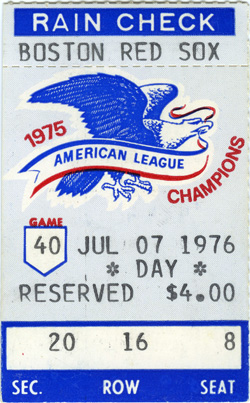 RAIN CHECK
BOSTON RED SOX
1975
AMERICAN LEAGUE
CHAMPIONS
GAME
40 JUL 07 1976
* DAY *
RESERVED $4.00
20 16 8
SEC. ROW SEAT